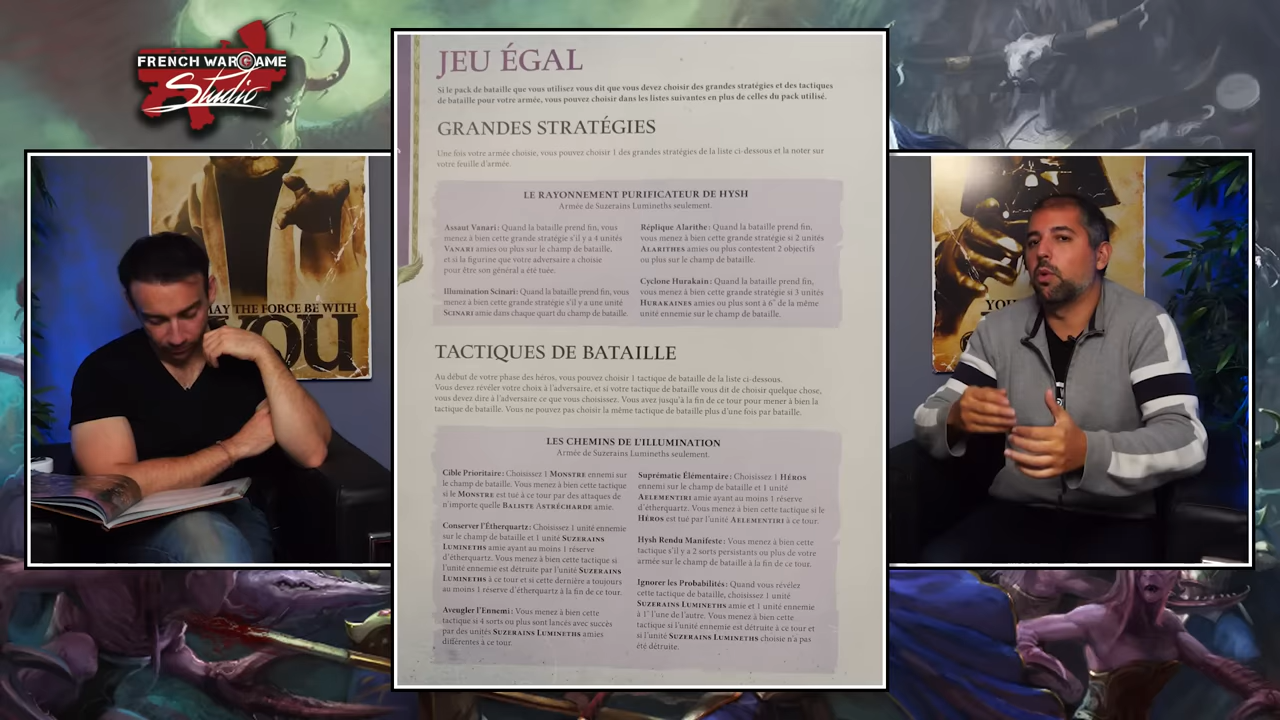 FRENCH WARGAME
Studio
MAY THE FORCE BE WITH
YOU
JEU ÉGAL
Si le pack de bataille que vous utilisez vous dit que vous devez choisir des grandes stratégies et des tactiques
de bataille pour votre armée, vous pouvez choisir dans les listes suivantes en plus de celles du pack utilisé.
GRANDES STRATÉGIES
Une fois votre armée choisie, vous pouvez choisir 1 des grandes stratégies de la liste ci-dessous et la noter sur
votre feuille d'armée.
LE RAYONNEMENT PURIFICATEUR DE HYSH
Armée de Suzerains Lumineths seulement.
Assaut Vanari : Quand la bataille prend fin, vous
menez à bien cette grande stratégie s'il y a 4 unités
VANARI amies ou plus sur le champ de bataille,
et si la figurine que votre adversaire a choisie
pour être son général a été tuée.
Illumination Scinari : Quand la bataille prend fin, vous
menez à bien cette grande stratégie s'il y a une unité
SCINARI amie dans chaque quart du champ de bataille.
Réplique Alarithe : Quand la bataille prend fin,
vous menez à bien cette grande stratégie si 2 unités
ALARITHES amies ou plus contestent 2 objectifs
ou plus sur le champ de bataille.
Cyclone Hurakain : Quand la bataille prend fin,
vous menez à bien cette grande stratégie si 3 unités
HURAKAINES amies ou plus sont à 6" de la même
unité ennemie sur le champ de bataille.
TACTIQUES DE BATAILLE
Au début de votre phase des héros, vous pouvez choisir 1 tactique de bataille de la liste ci-dessous.
Vous devez révéler votre choix à l'adversaire, et si votre tactique de bataille vous dit de choisir quelque chose,
vous devez dire à l'adversaire ce que vous choisissez. Vous avez jusqu'à la fin de ce tour pour mener à bien la
tactique de bataille. Vous ne pouvez pas choisir la même tactique de bataille plus d'une fois par bataille.
LES CHEMINS DE L'ILLUMINATION
Armée de Suzerains Lumineths seulement.
Cible Prioritaire : Choisissez 1 MONSTRE ennemi sur
le champ de bataille. Vous menez à bien cette tactique
si le MONSTRE est tué à ce tour par des attaques de
n'importe quelle BALISTE ASTRÉCHARDE amie.
Conserver l'Étherquartz : Choisissez 1 unité ennemie
sur le champ de bataille et 1 unité SUZERAINS
LUMINETHS amie ayant au moins 1 réserve
d'étherquartz. Vous menez à bien cette tactique si
l'unité ennemie est détruite par l'unité SUZERAINS
LUMINETHS à ce tour et si cette dernière a toujours
au moins 1 réserve d'étherquartz à la fin de ce tour.
Aveugler l'Ennemi : Vous menez à bien cette
tactique si 4 sorts ou plus sont lancés avec succès
par des unités SUZERAINS LUMINETHS amies
différentes à ce tour.
Suprématie Élémentaire : Choisissez 1 HÉROS
ennemi sur le champ de bataille et 1 unité
AELEMENTIRI amie ayant au moins 1 réserve
d'étherquartz. Vous menez à bien cette tactique si le
HÉROS est tué par l'unité AELEMENTIRI à ce tour.
Hysh Rendu Manifeste : Vous menez à bien cette
tactique s'il y a 2 sorts persistants ou plus de votre
armée sur le champ de bataille à la fin de ce tour.
Ignorer les Probabilités : Quand vous révélez
cette tactique de bataille, choisissez 1 unité
SUZERAINS LUMINETHS amie et 1 unité ennemie
à 1" l'une de l'autre. Vous menez à bien cette
tactique si l'unité ennemie est détruite à ce tour et
si l'unité SUZERAINS LUMINETHS choisie n'a pas
été détruite.